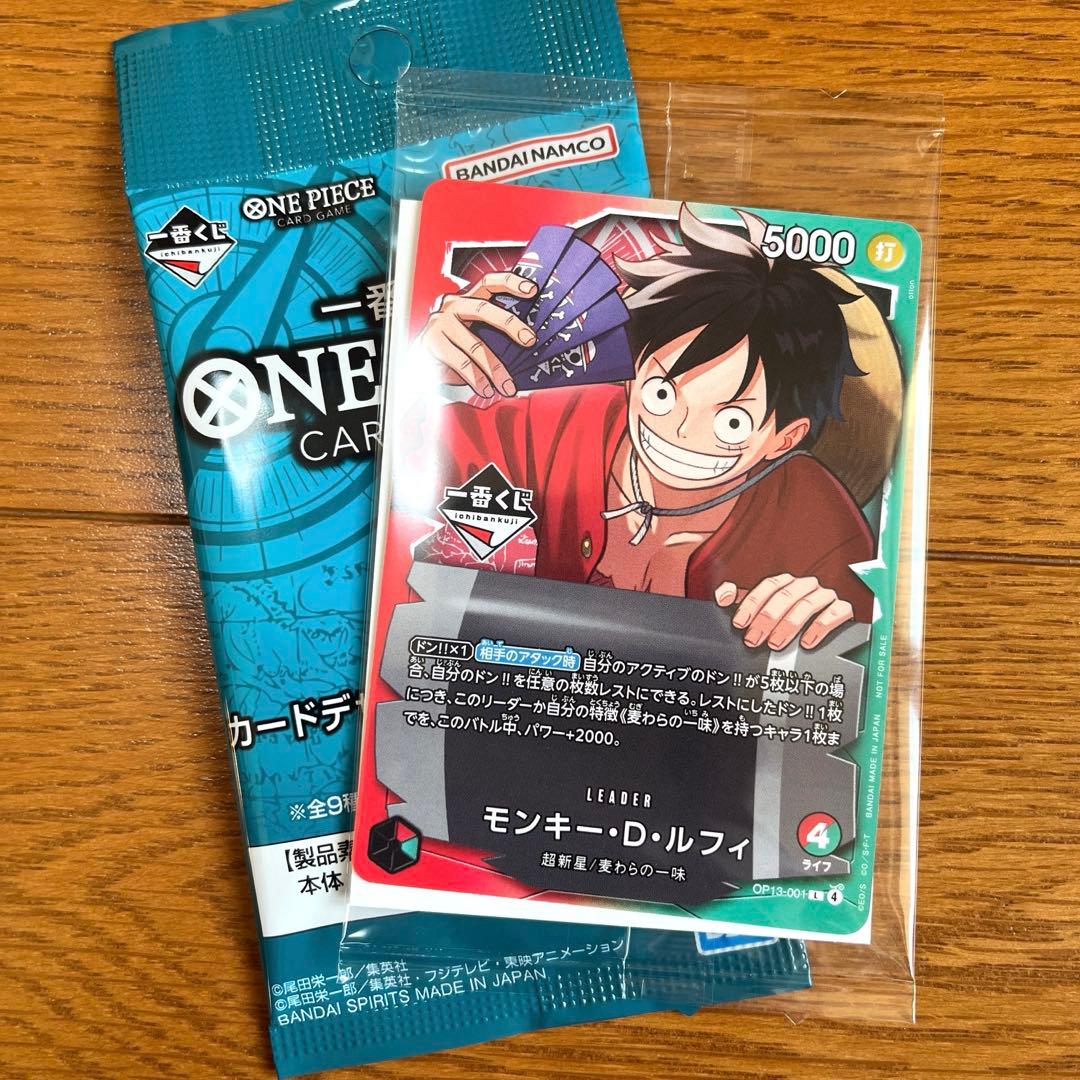 BANDAI NAMCO
ONE PIECE
CARD GAME
一番くじ
ichibankuji
一番
ONE
CAR
カードデ
※全9種
【製品素
本体
©尾田栄一郎／集英社
©尾田栄一郎／集英社・フジテレビ・東映アニメーション
BANDAI SPIRITS MADE IN JAPAN
5000
打
一番くじ
ichibankuji
ドン!!×1 相手のアタック時 自分のアクティブのドン!!が5枚以下の場
合、自分のドン!!を任意の枚数レストにできる。レストにしたドン!!1枚
につき、このリーダーか自分の特徴《麦わらの一味》を持つキャラ1枚ま
でを、このバトル中、パワー+2000。
LEADER
モンキー・D・ルフィ
超新星/麦わらの一味
4
ライフ
OP13-001 L 4
©EO/S ©O/S・F・T BANDAI MADE IN JAPAN NOT FOR SALE